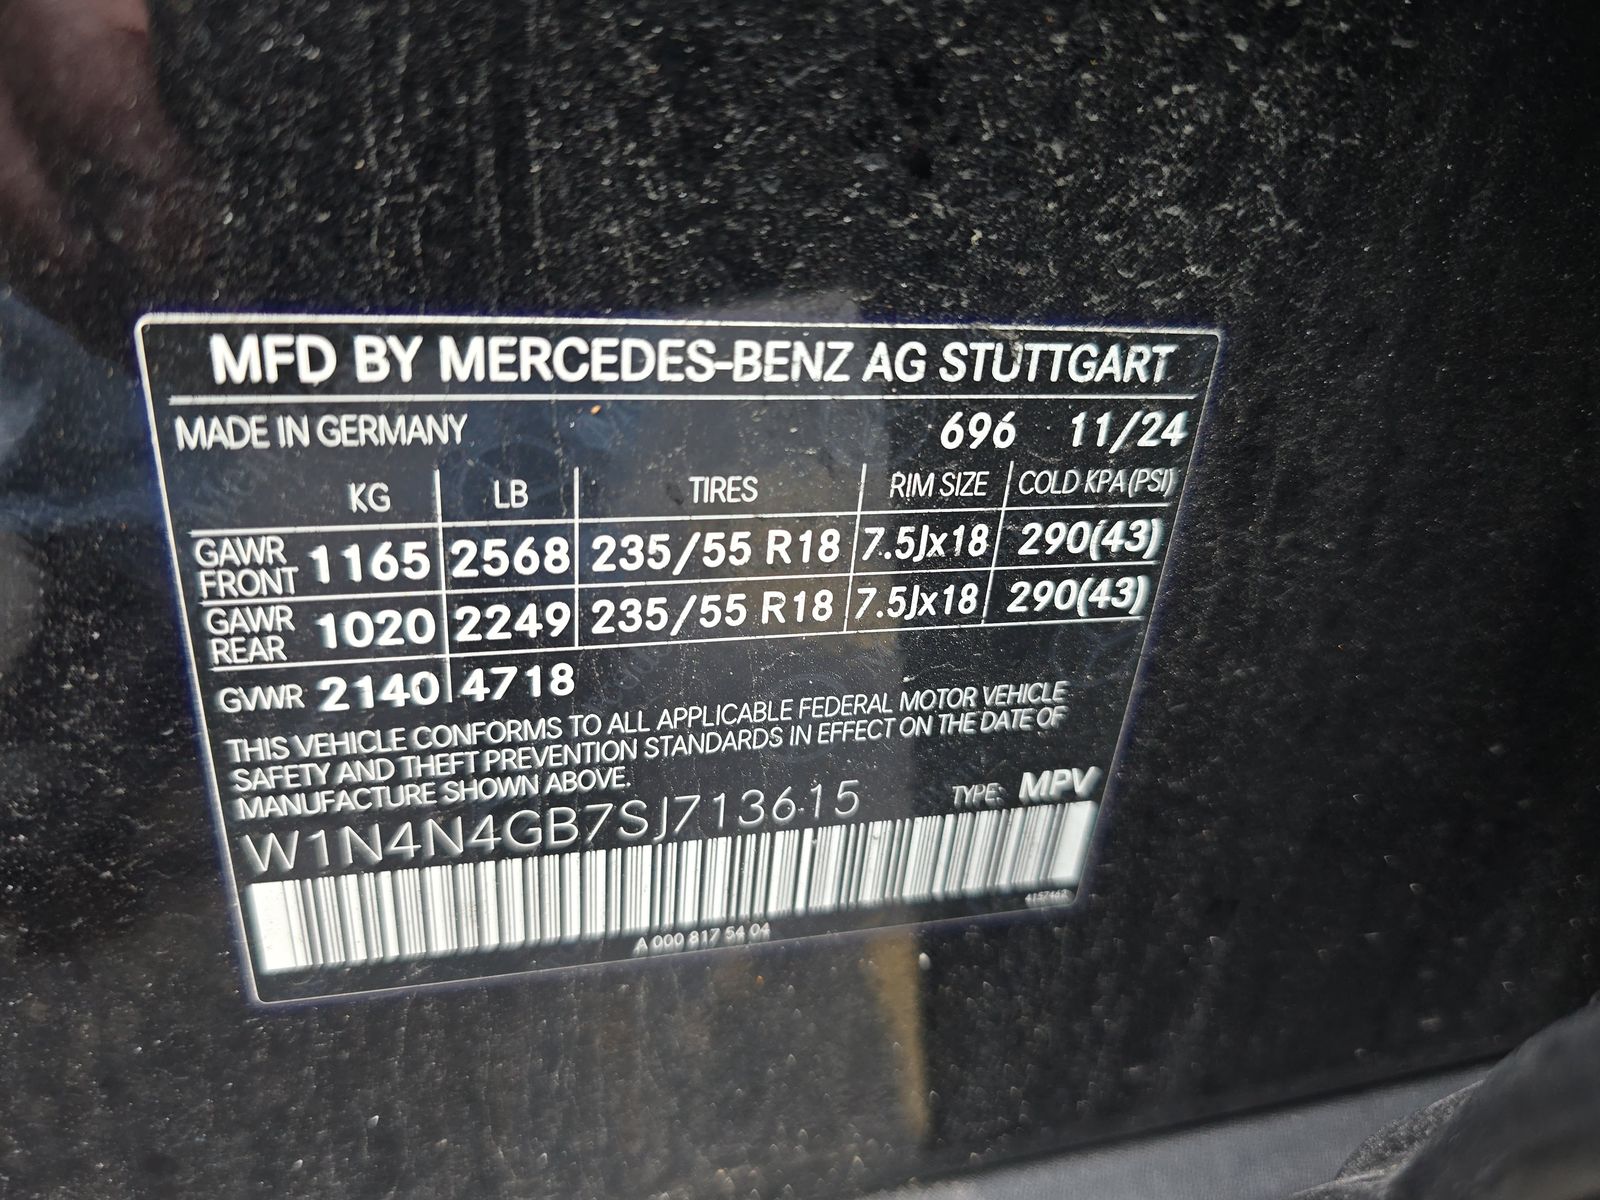 MFD BY MERCEDES-BENZ AG STUTTGART
MADE IN GERMANY 696 11/24
KG LB TIRES RIM SIZE COLD KPA (PSI)
GAWR FRONT 1165 2568 235/55 R18 7.5Jx18 290(43)
GAWR REAR 1020 2249 235/55 R18 7.5Jx18 290(43)
GVWR 2140 4718
THIS VEHICLE CONFORMS TO ALL APPLICABLE FEDERAL MOTOR VEHICLE
SAFETY AND THEFT PREVENTION STANDARDS IN EFFECT ON THE DATE OF
MANUFACTURE SHOWN ABOVE.
W1N4N4GB7SJ713615 TYPE: MPV
A 000 817 54 04